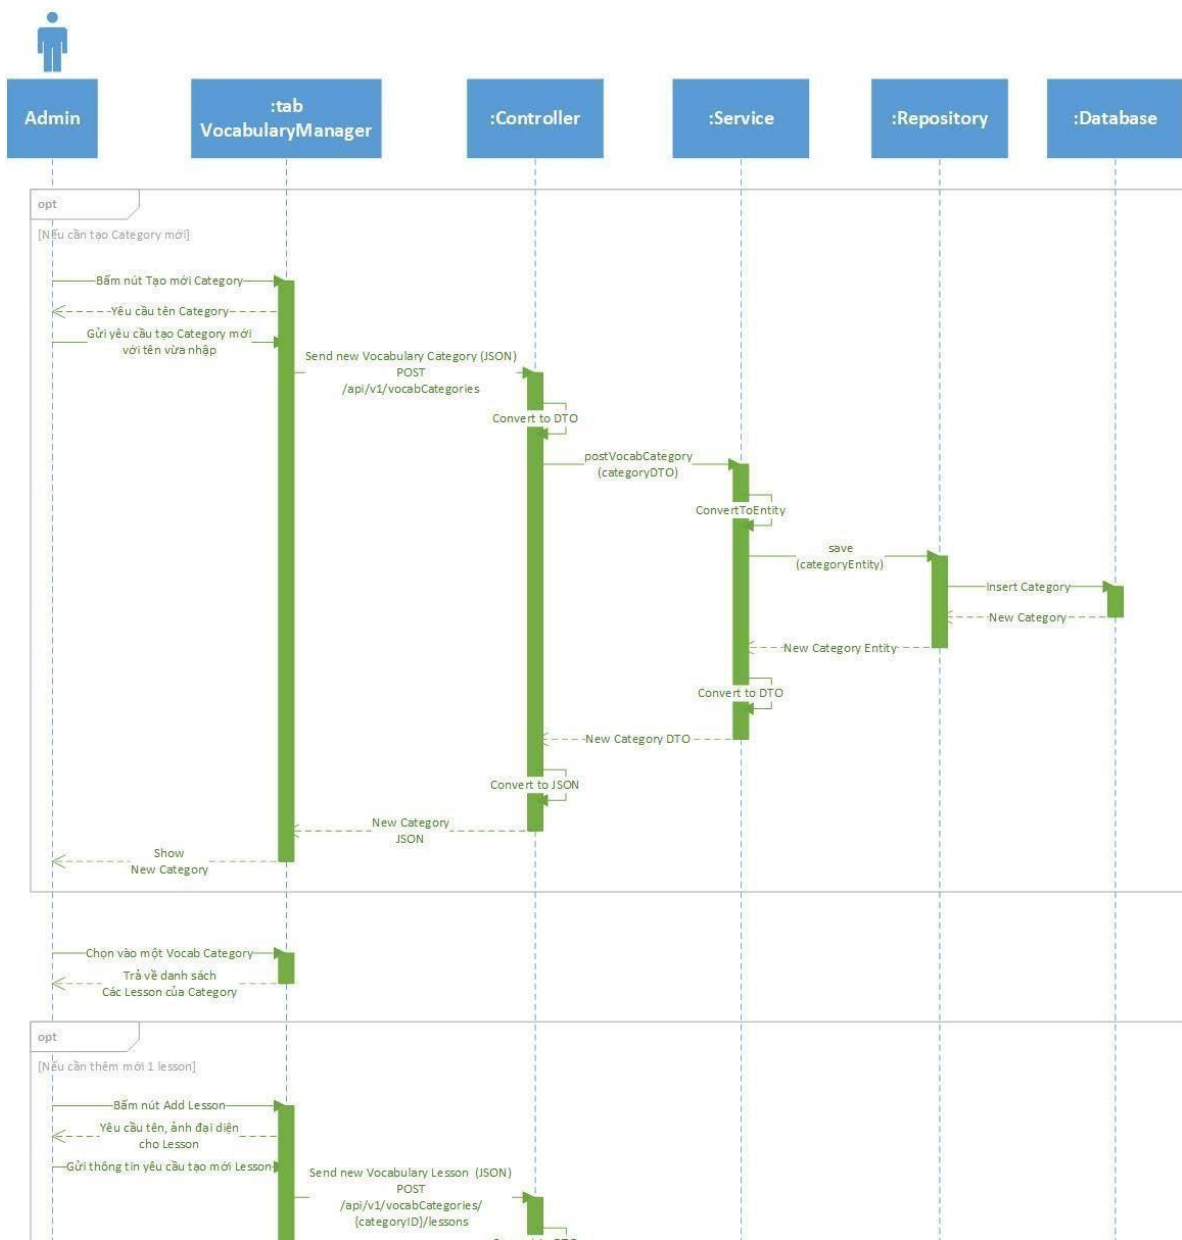 Admin
:tab
VocabularyManager
:Controller
:Service
:Repository
:Database
opt
[Nếu cần tạo Category mới]
Bấm nút Tạo mới Category
Yêu cầu tên Category
Gửi yêu cầu tạo Category mới
với tên vừa nhập
Send new Vocabulary Category (JSON)
POST
/api/v1/vocabCategories
Convert to DTO
postVocabCategory
(categoryDTO)
ConvertToEntity
save
(categoryEntity)
Insert Category
New Category
New Category Entity
Convert to DTO
New Category DTO
Convert to JSON
New Category
JSON
Show
New Category
Chọn vào một Vocab Category
Trả về danh sách
Các Lesson của Category
opt
[Nếu cần thêm mới 1 lesson]
Bấm nút Add Lesson
Yêu cầu tên, ảnh đại diện
cho Lesson
Gửi thông tin yêu cầu tạo mới Lesson
Send new Vocabulary Lesson (JSON)
POST
/api/v1/vocabCategories/
{categoryID}/lessons